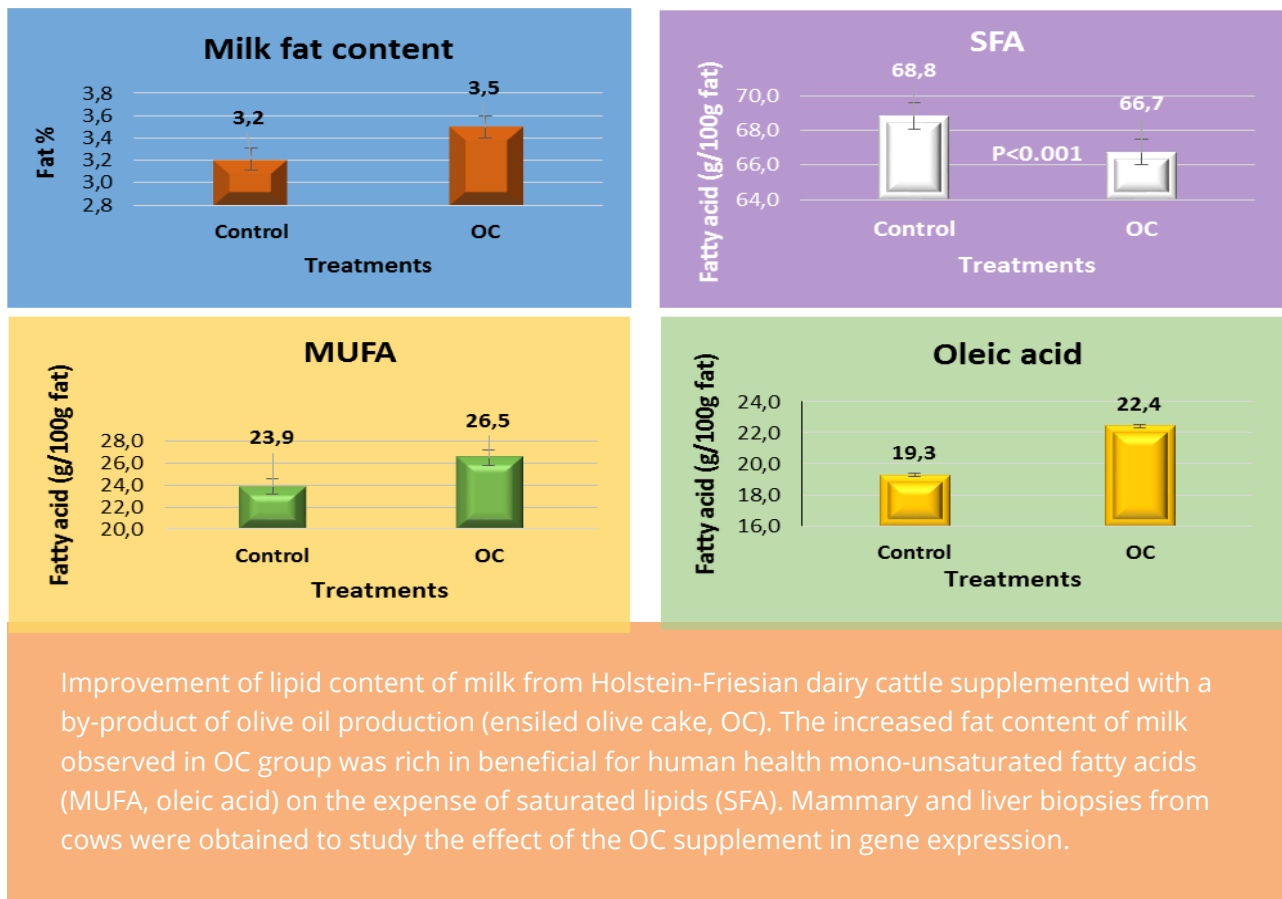 Milk fat content
Fat %
3,8
3,6
3,4
3,2
3,0
2,8
3,2
3,5
Control
OC
Treatments
SFA
Fatty acid (g/100g fat)
70,0
68,0
66,0
64,0
68,8
66,7
P<0.001
Control
OC
Treatments
MUFA
Fatty acid (g/100g fat)
28,0
26,0
24,0
22,0
20,0
23,9
26,5
Control
OC
Treatments
Oleic acid
Fatty acid (g/100g fat)
24,0
22,0
20,0
18,0
16,0
19,3
22,4
Control
OC
Treatments
Improvement of lipid content of milk from Holstein-Friesian dairy cattle supplemented with a
by-product of olive oil production (ensiled olive cake, OC). The increased fat content of milk
observed in OC group was rich in beneficial for human health mono-unsaturated fatty acids
(MUFA, oleic acid) on the expense of saturated lipids (SFA). Mammary and liver biopsies from
cows were obtained to study the effect of the OC supplement in gene expression.